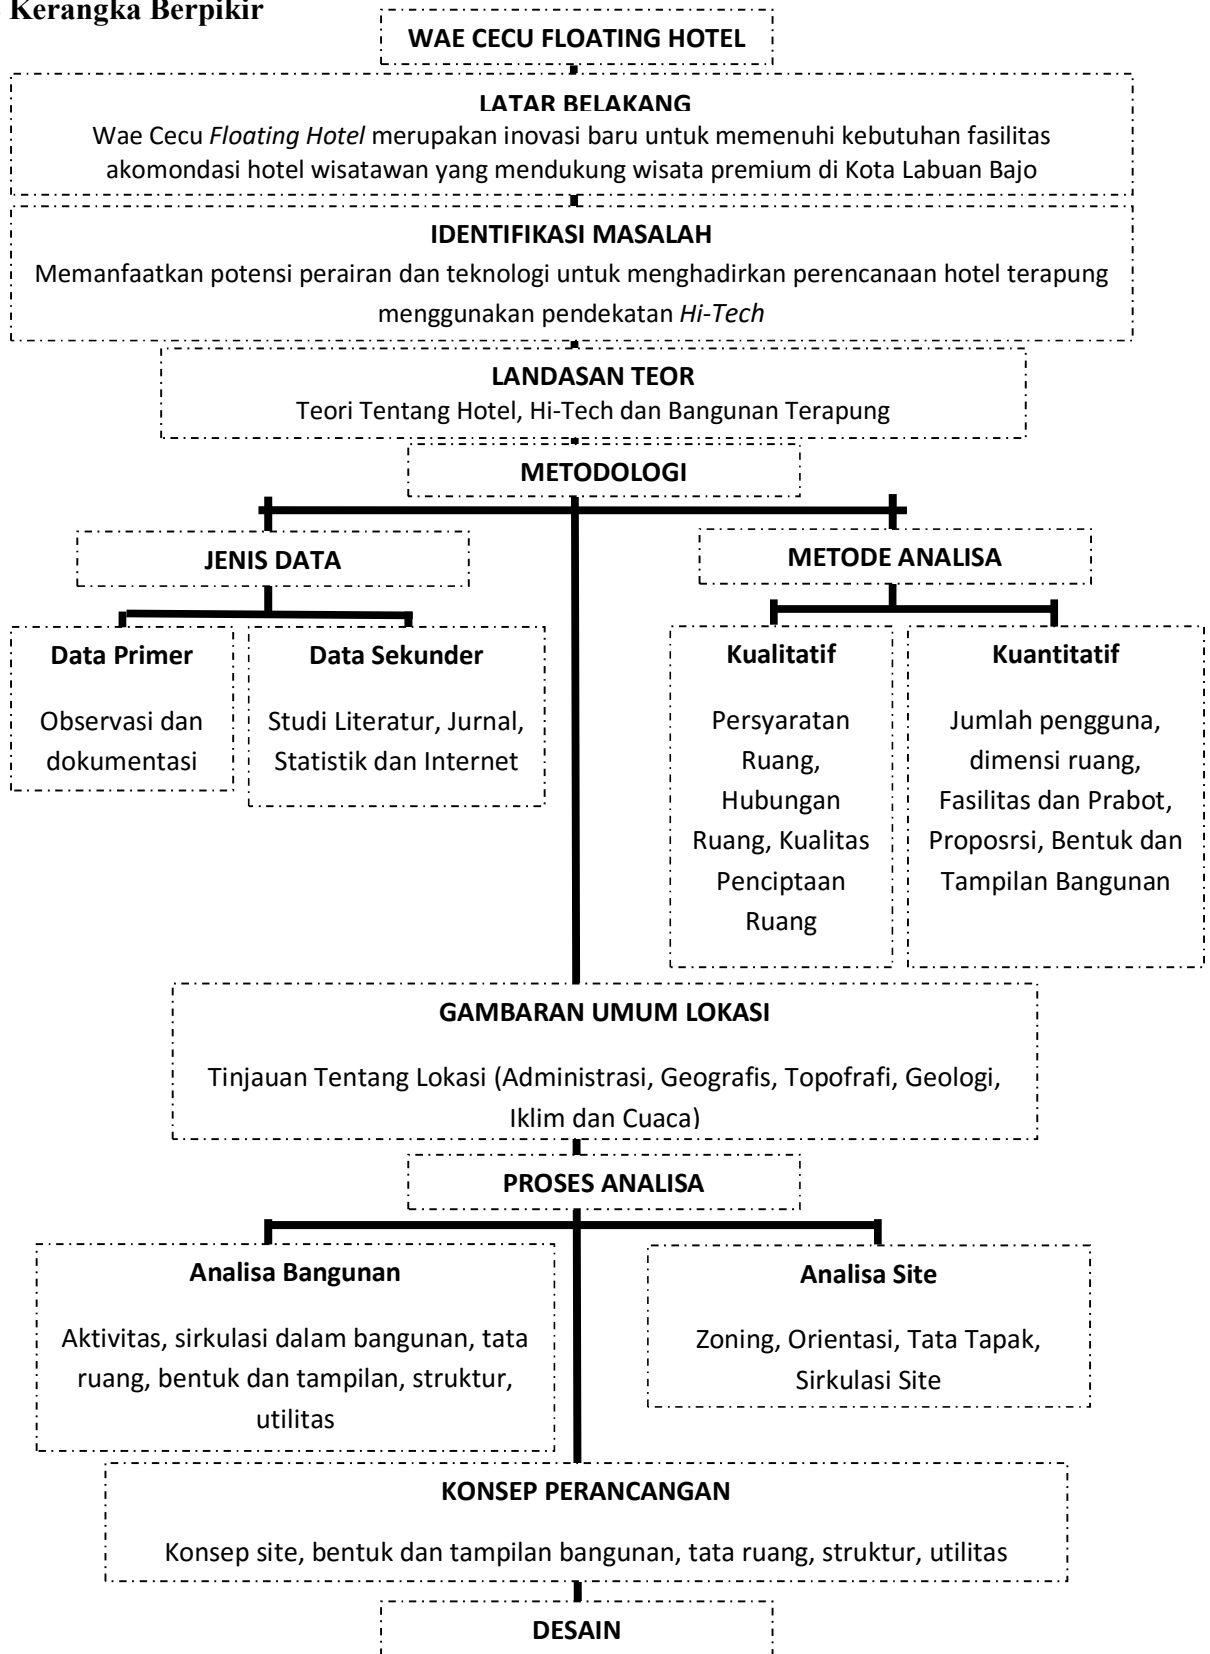 Kerangka Berpikir
WAE CECU FLOATING HOTEL
LATAR BELAKANG
Wae Cecu Floating Hotel merupakan inovasi baru untuk memenuhi kebutuhan fasilitas
akomondasi hotel wisatawan yang mendukung wisata premium di Kota Labuan Bajo
IDENTIFIKASI MASALAH
Memanfaatkan potensi perairan dan teknologi untuk menghadirkan perencanaan hotel terapung
menggunakan pendekatan Hi-Tech
LANDASAN TEOR
Teori Tentang Hotel, Hi-Tech dan Bangunan Terapung
METODOLOGI
JENIS DATA
Data Primer
Observasi dan
dokumentasi
Data Sekunder
Studi Literatur, Jurnal,
Statistik dan Internet
METODE ANALISA
Kualitatif
Persyaratan
Ruang,
Hubungan
Ruang, Kualitas
Penciptaan
Ruang
Kuantitatif
Jumlah pengguna,
dimensi ruang,
Fasilitas dan Prabot,
Proposrsi, Bentuk dan
Tampilan Bangunan
GAMBARAN UMUM LOKASI
Tinjauan Tentang Lokasi (Administrasi, Geografis, Topofrafi, Geologi,
Iklim dan Cuaca)
PROSES ANALISA
Analisa Bangunan
Aktivitas, sirkulasi dalam bangunan, tata
ruang, bentuk dan tampilan, struktur,
utilitas
Analisa Site
Zoning, Orientasi, Tata Tapak,
Sirkulasi Site
KONSEP PERANCANGAN
Konsep site, bentuk dan tampilan bangunan, tata ruang, struktur, utilitas
DESAIN